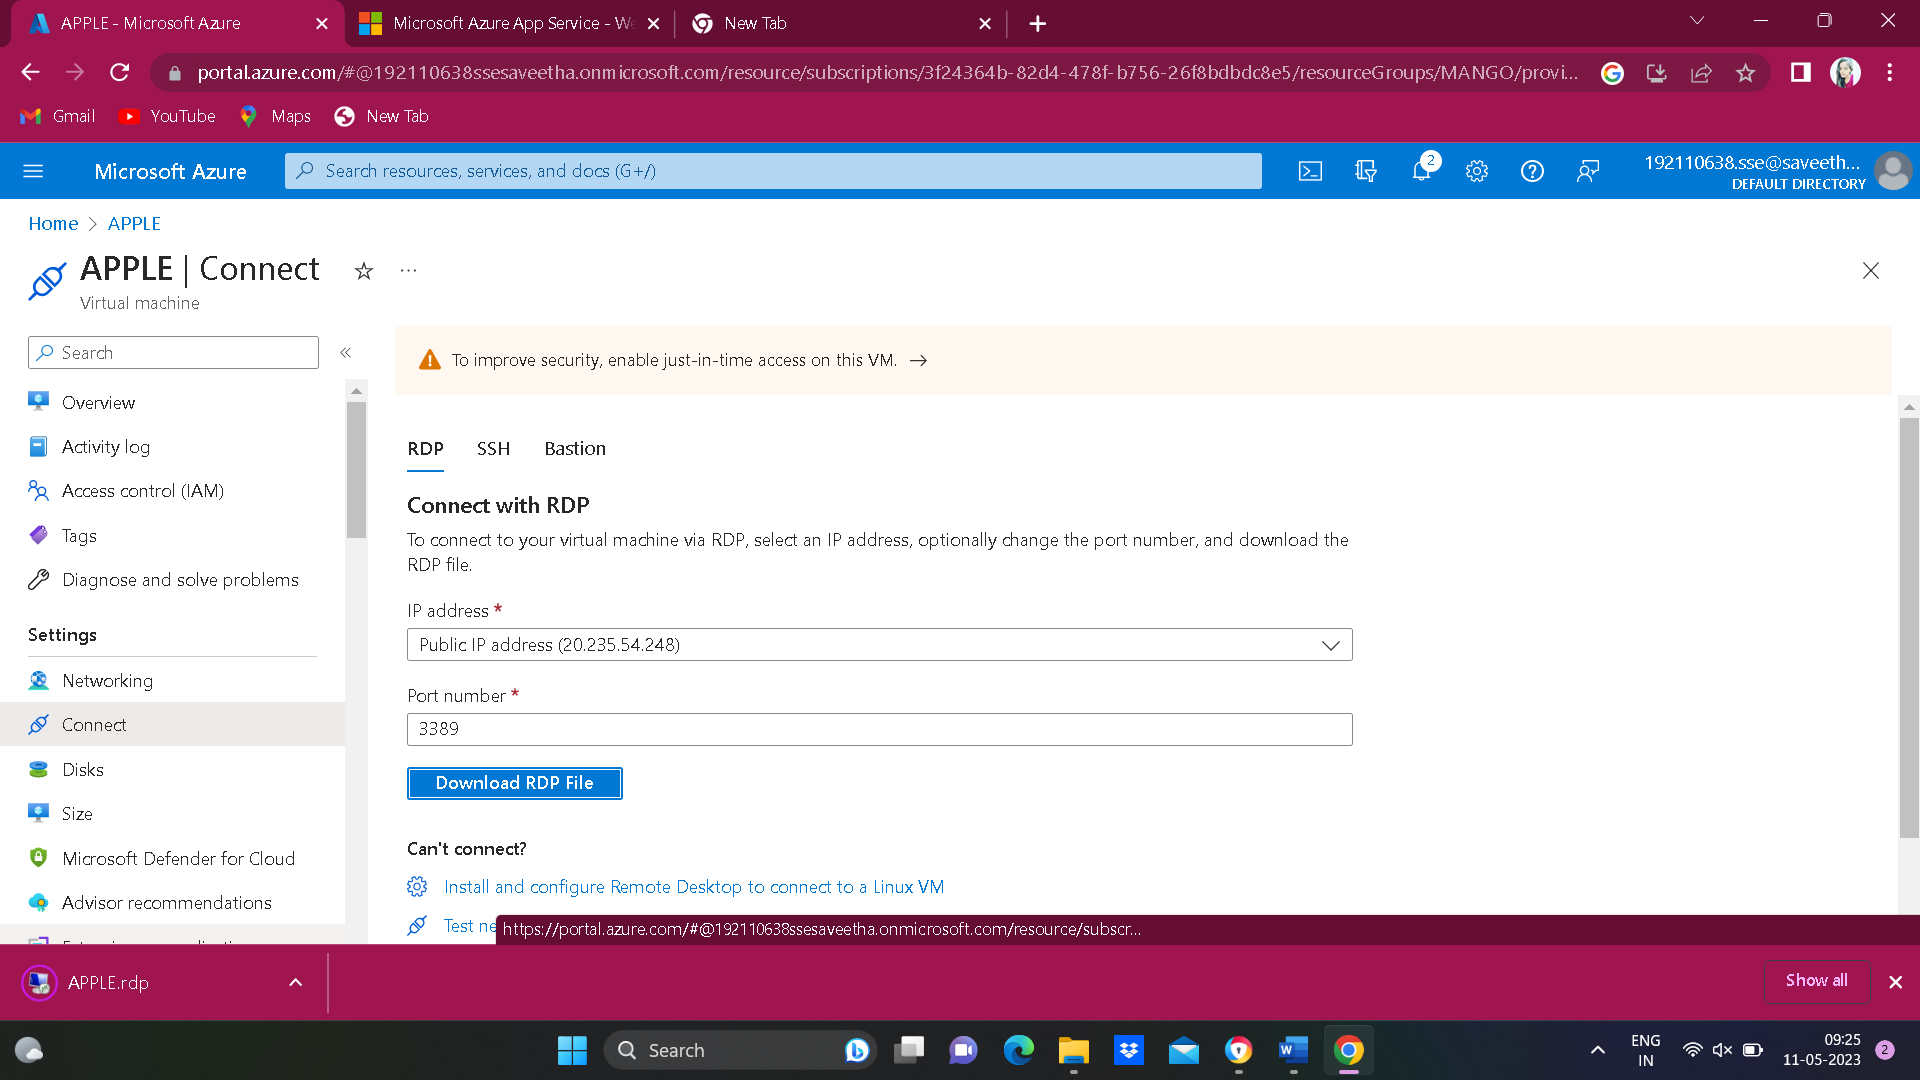 APPLE - Microsoft Azure
Microsoft Azure App Service - We
New Tab
portal.azure.com/#@192110638ssesaveetha.onmicrosoft.com/resource/subscriptions/3f24364b-82d4-478f-b756-26f8bdbdc8e5/resourceGroups/MANGO/provi...
Gmail
YouTube
Maps
New Tab
Microsoft Azure
Search resources, services, and docs (G+/)
2
192110638.sse@saveeth...
DEFAULT DIRECTORY
Home > APPLE
APPLE | Connect
Virtual machine
Search
Overview
Activity log
Access control (IAM)
Tags
Diagnose and solve problems
Settings
Networking
Connect
Disks
Size
Microsoft Defender for Cloud
Advisor recommendations
To improve security, enable just-in-time access on this VM. →
RDP
SSH
Bastion
Connect with RDP
To connect to your virtual machine via RDP, select an IP address, optionally change the port number, and download the
RDP file.
IP address *
Public IP address (20.235.54.248)
Port number *
3389
Download RDP File
Can't connect?
Install and configure Remote Desktop to connect to a Linux VM
Test ne
https://portal.azure.com/#@192110638ssesaveetha.onmicrosoft.com/resource/subscr...
APPLE.rdp
Show all
Search
ENG
IN
09:25
11-05-2023
2